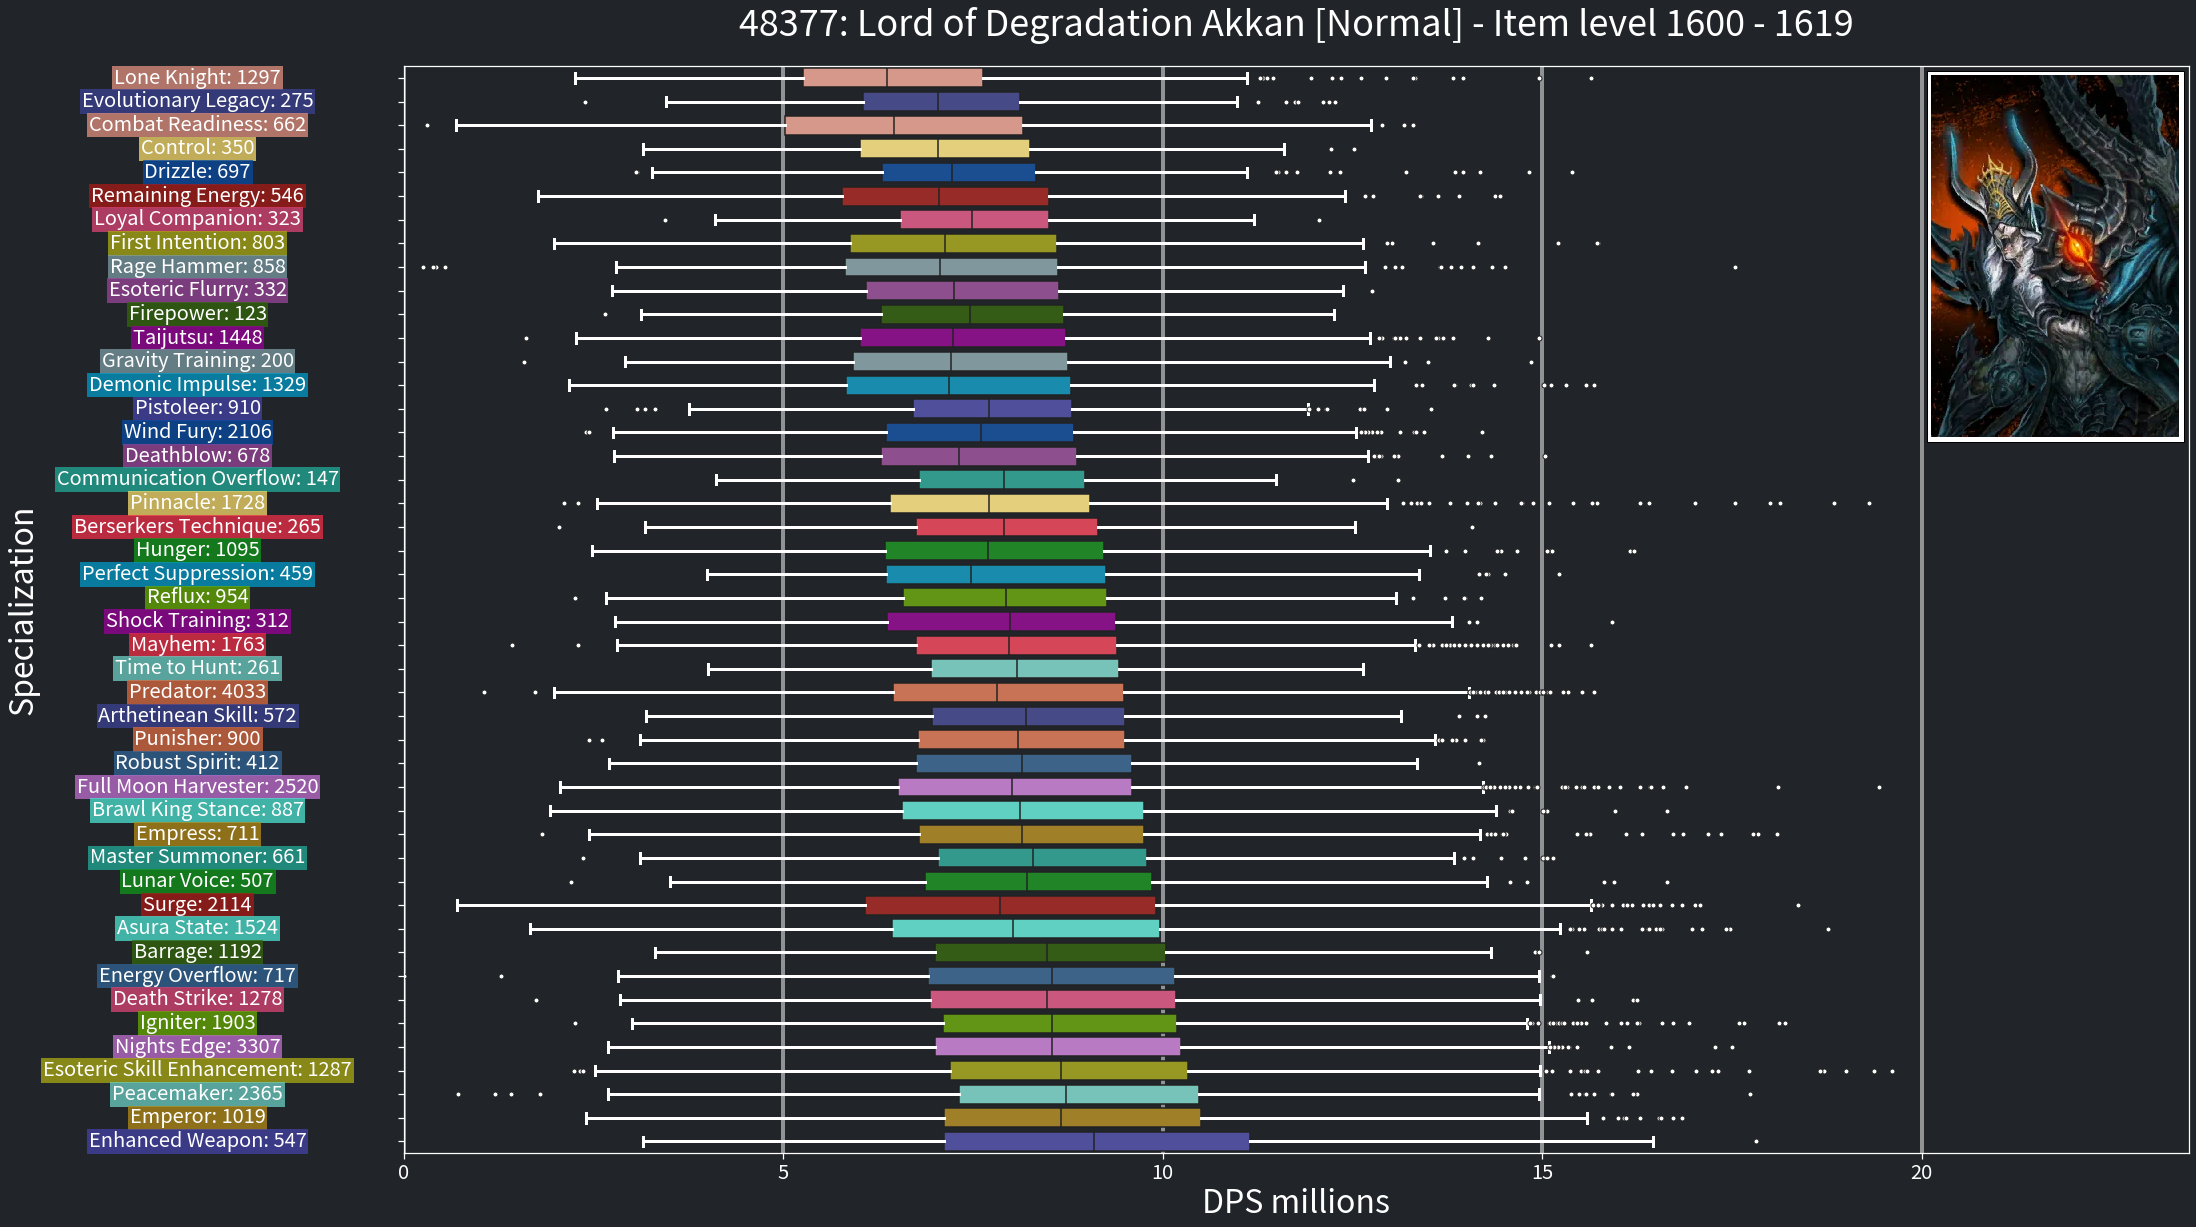 48377: Lord of Degradation Akkan [Normal] - Item level 1600 - 1619
Specialization
Lone Knight: 1297
Evolutionary Legacy: 275
Combat Readiness: 662
Control: 350
Drizzle: 697
Remaining Energy: 546
Loyal Companion: 323
First Intention: 803
Rage Hammer: 858
Esoteric Flurry: 332
Firepower: 123
Taijutsu: 1448
Gravity Training: 200
Demonic Impulse: 1329
Pistoleer: 910
Wind Fury: 2106
Deathblow: 678
Communication Overflow: 147
Pinnacle: 1728
Berserkers Technique: 265
Hunger: 1095
Perfect Suppression: 459
Reflux: 954
Shock Training: 312
Mayhem: 1763
Time to Hunt: 261
Predator: 4033
Arthetinean Skill: 572
Punisher: 900
Robust Spirit: 412
Full Moon Harvester: 2520
Brawl King Stance: 887
Empress: 711
Master Summoner: 661
Lunar Voice: 507
Surge: 2114
Asura State: 1524
Barrage: 1192
Energy Overflow: 717
Death Strike: 1278
Igniter: 1903
Nights Edge: 3307
Esoteric Skill Enhancement: 1287
Peacemaker: 2365
Emperor: 1019
Enhanced Weapon: 547
0 5 10 15 20
DPS millions